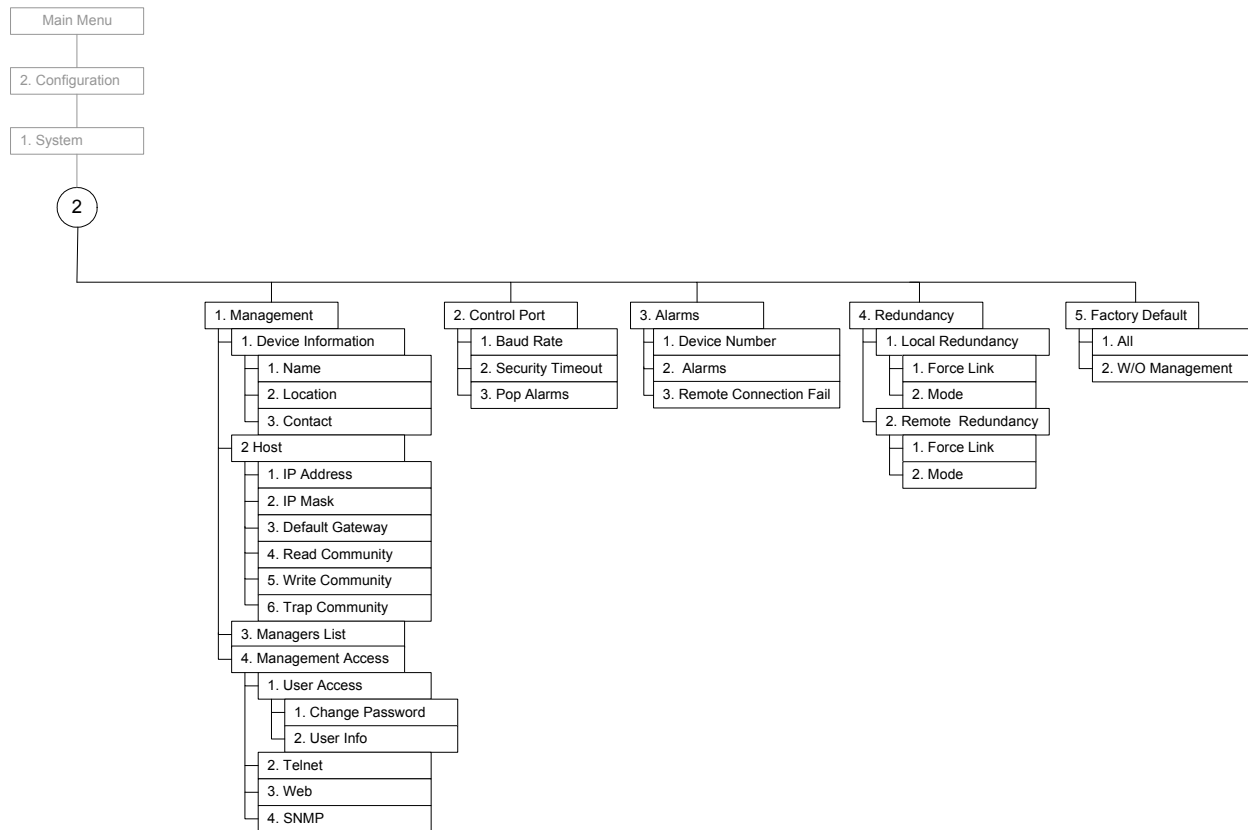 Main Menu
2. Configuration
1. System
2
1. Management
1. Device Information
1. Name
2. Location
3. Contact
2 Host
1. IP Address
2. IP Mask
3. Default Gateway
4. Read Community
5. Write Community
6. Trap Community
3. Managers List
4. Management Access
1. User Access
1. Change Password
2. User Info
2. Telnet
3. Web
4. SNMP
2. Control Port
1. Baud Rate
2. Security Timeout
3. Pop Alarms
3. Alarms
1. Device Number
2. Alarms
3. Remote Connection Fail
4. Redundancy
1. Local Redundancy
1. Force Link
2. Mode
2. Remote Redundancy
1. Force Link
2. Mode
5. Factory Default
1. All
2. W/O Management